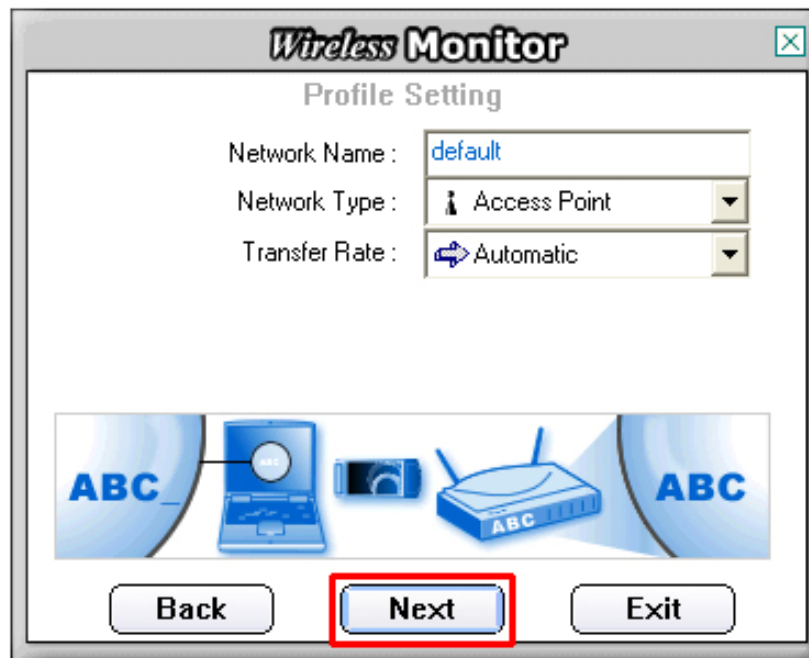 Wireless Monitor
Profile Setting
Network Name : default
Network Type : Access Point
Transfer Rate : Automatic
ABC_ ABC ABC ABC
Back Next Exit